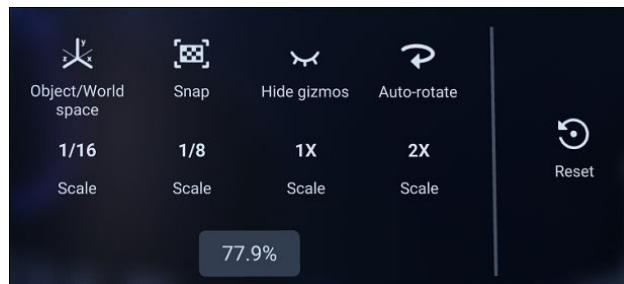 Object/World
space
Snap
Hide gizmos
Auto-rotate
1/16
Scale
1/8
Scale
1X
Scale
2X
Scale
77.9%
Reset